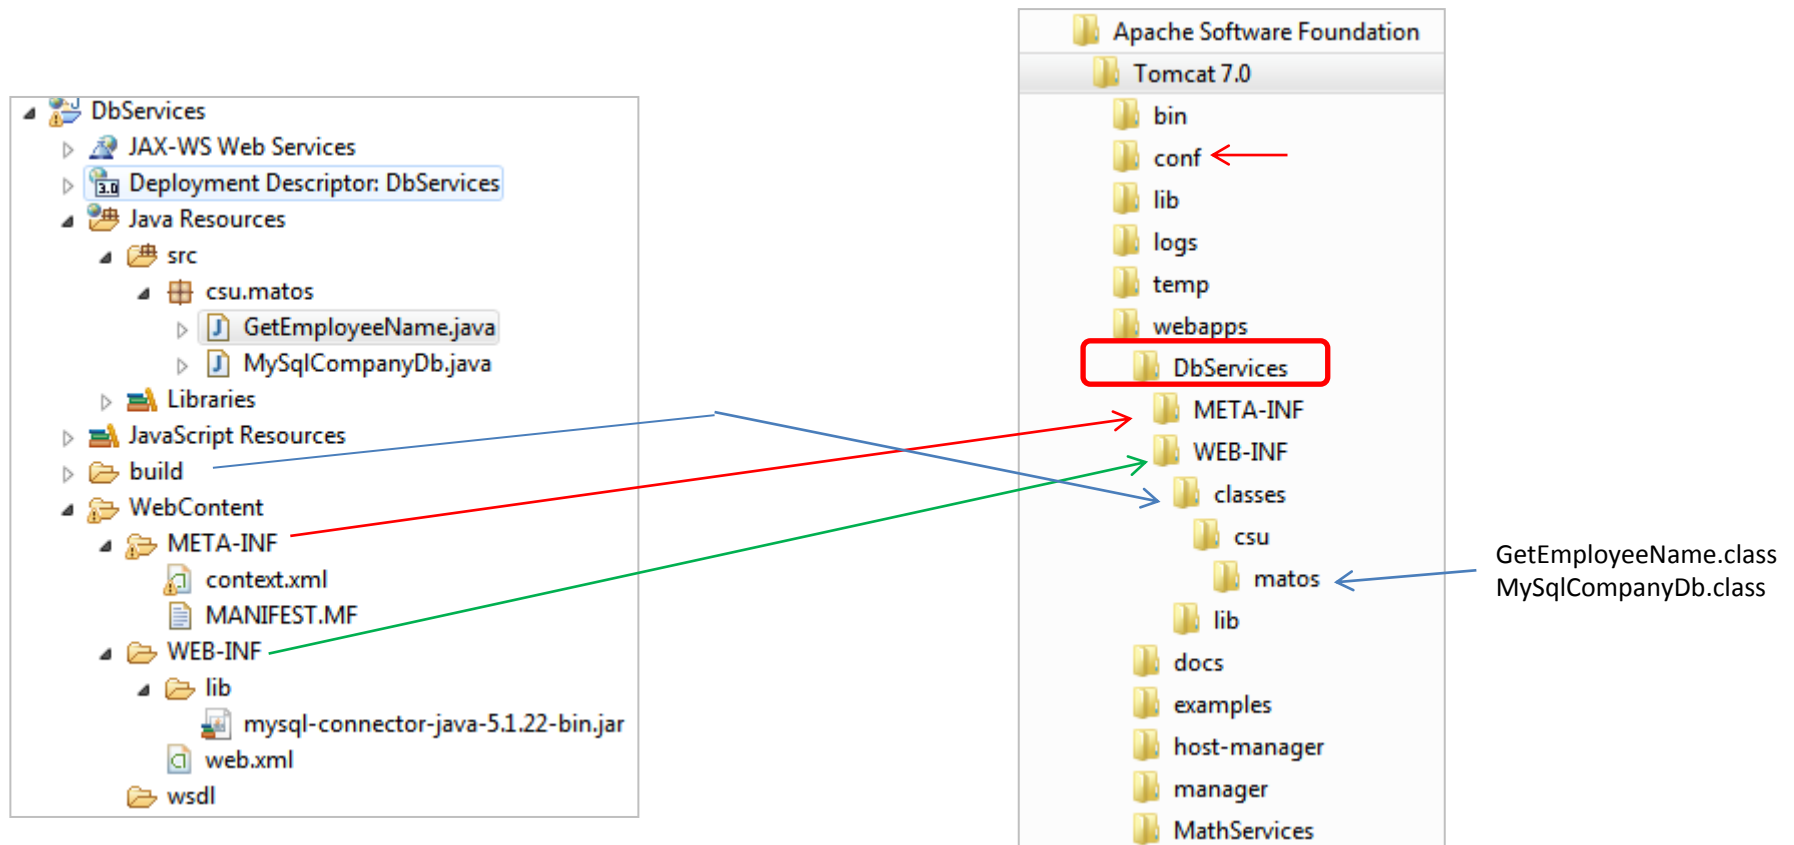 DbServices
JAX-WS Web Services
3.0 Deployment Descriptor: DbServices
Java Resources
src
csu.matos
J GetEmployeeName.java
J MySqlCompanyDb.java
Libraries
JavaScript Resources
build
WebContent
META-INF
context.xml
MANIFEST.MF
WEB-INF
lib
mysql-connector-java-5.1.22-bin.jar
web.xml
wsdl
Apache Software Foundation
Tomcat 7.0
bin
conf
lib
logs
temp
webapps
DbServices
META-INF
WEB-INF
classes
csu
matos
lib
docs
examples
host-manager
manager
MathServices
GetEmployeeName.class
MySqlCompanyDb.class